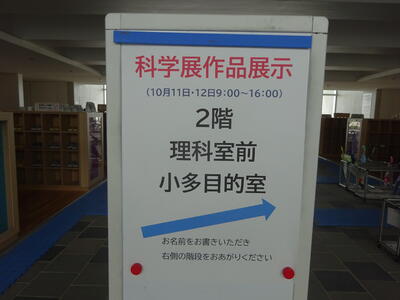 科学展作品展示
(10月11日・12日9:00～16:00)
2階
理科室前
小多目的室
お名前をお書きいただき
右側の階段をおあがりください